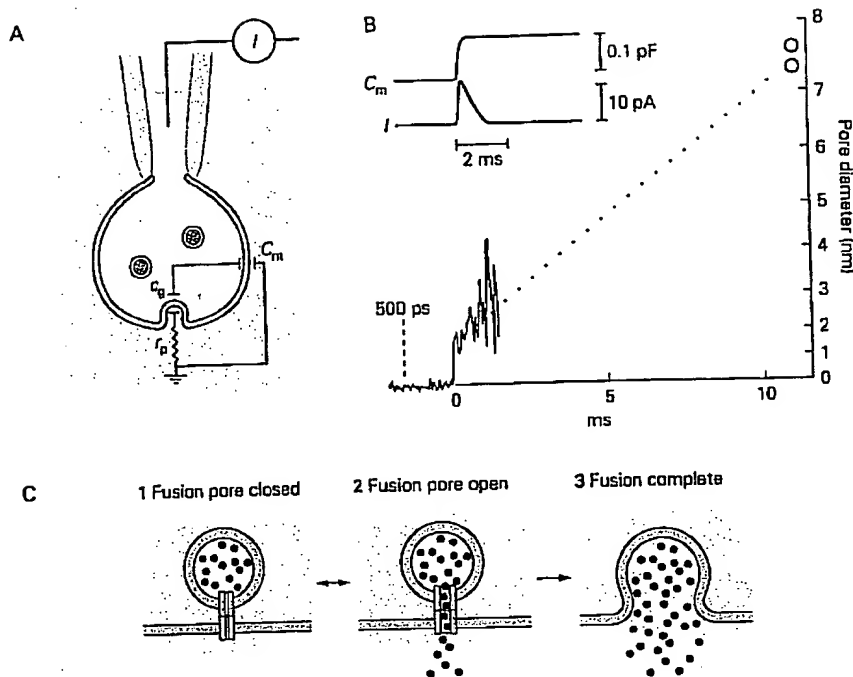 A
I
C_m
C_g
r_p
B
C_m
I
0.1 pF
10 pA
2 ms
500 ps
0
5
10
ms
8
7
6
5
4
3
2
1
0
Pore diameter (nm)
C
1 Fusion pore closed
2 Fusion pore open
3 Fusion complete